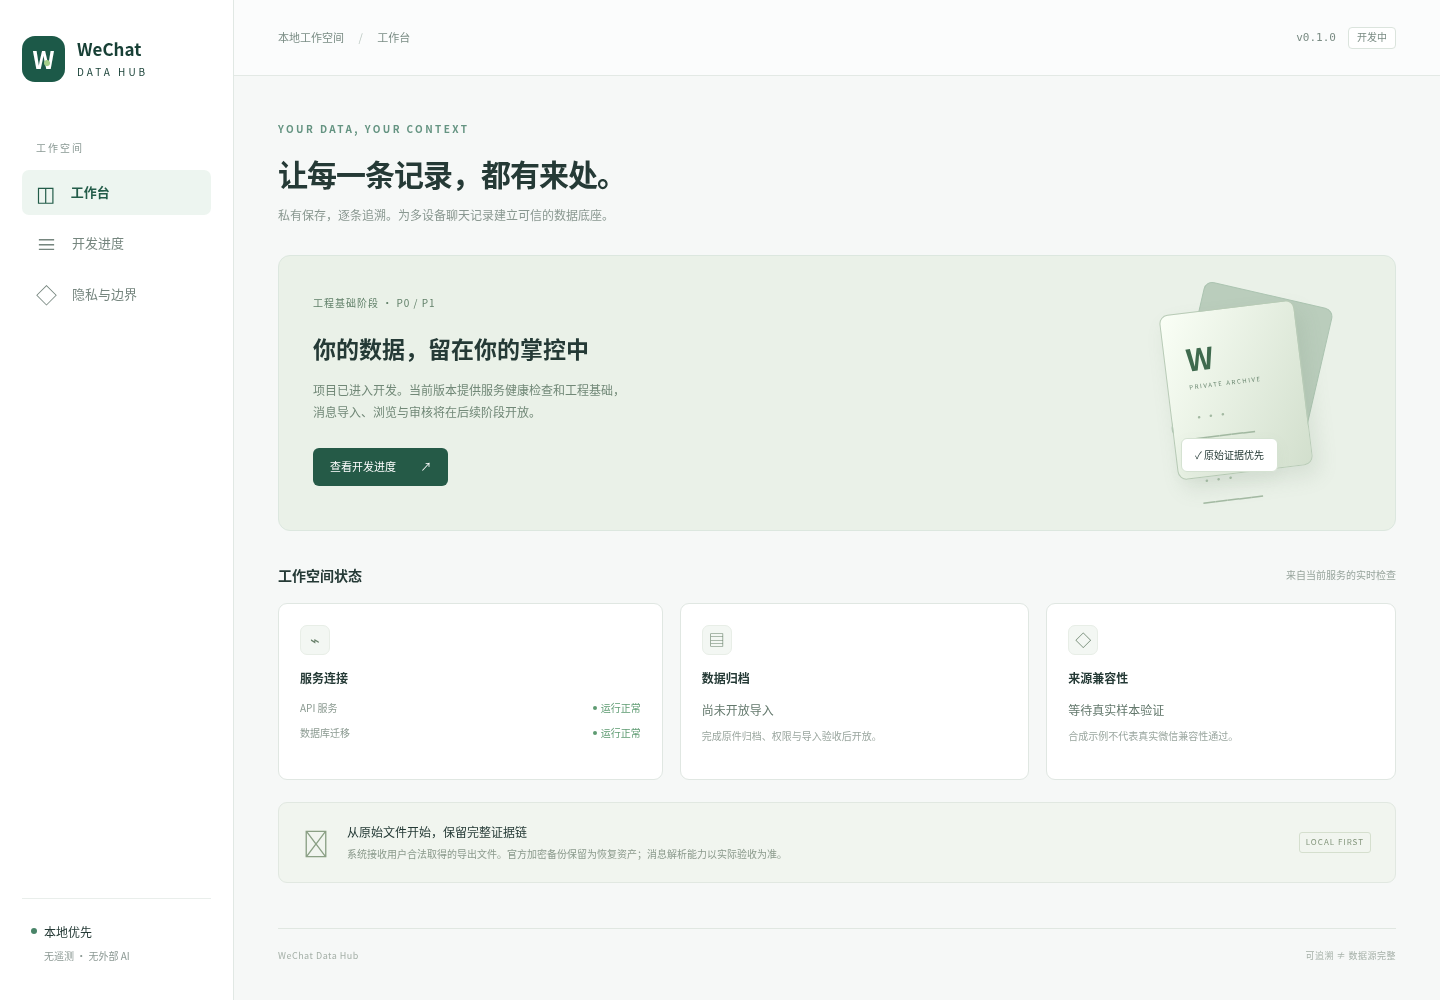 W
WeChat
DATA HUB
工作空间
工作台
开发进度
隐私与边界
本地优先
无遥测 · 无外部 AI
本地工作空间 / 工作台
v0.1.0 开发中
YOUR DATA, YOUR CONTEXT
让每一条记录，都有来处。
私有保存，逐条追溯。为多设备聊天记录建立可信的数据底座。
工程基础阶段 · P0 / P1
你的数据，留在你的掌控中
项目已进入开发。当前版本提供服务健康检查和工程基础，
消息导入、浏览与审核将在后续阶段开放。
查看开发进度 ↗
W
PRIVATE ARCHIVE
✓原始证据优先
工作空间状态
来自当前服务的实时检查
服务连接
API 服务 运行正常
数据库迁移 运行正常
数据归档
尚未开放导入
完成原件归档、权限与导入验收后开放。
来源兼容性
等待真实样本验证
合成示例不代表真实微信兼容性通过。
从原始文件开始，保留完整证据链
系统接收用户合法取得的导出文件。官方加密备份保留为恢复资产；消息解析能力以实际验收为准。
LOCAL FIRST
WeChat Data Hub
可追溯 ≠ 数据源完整